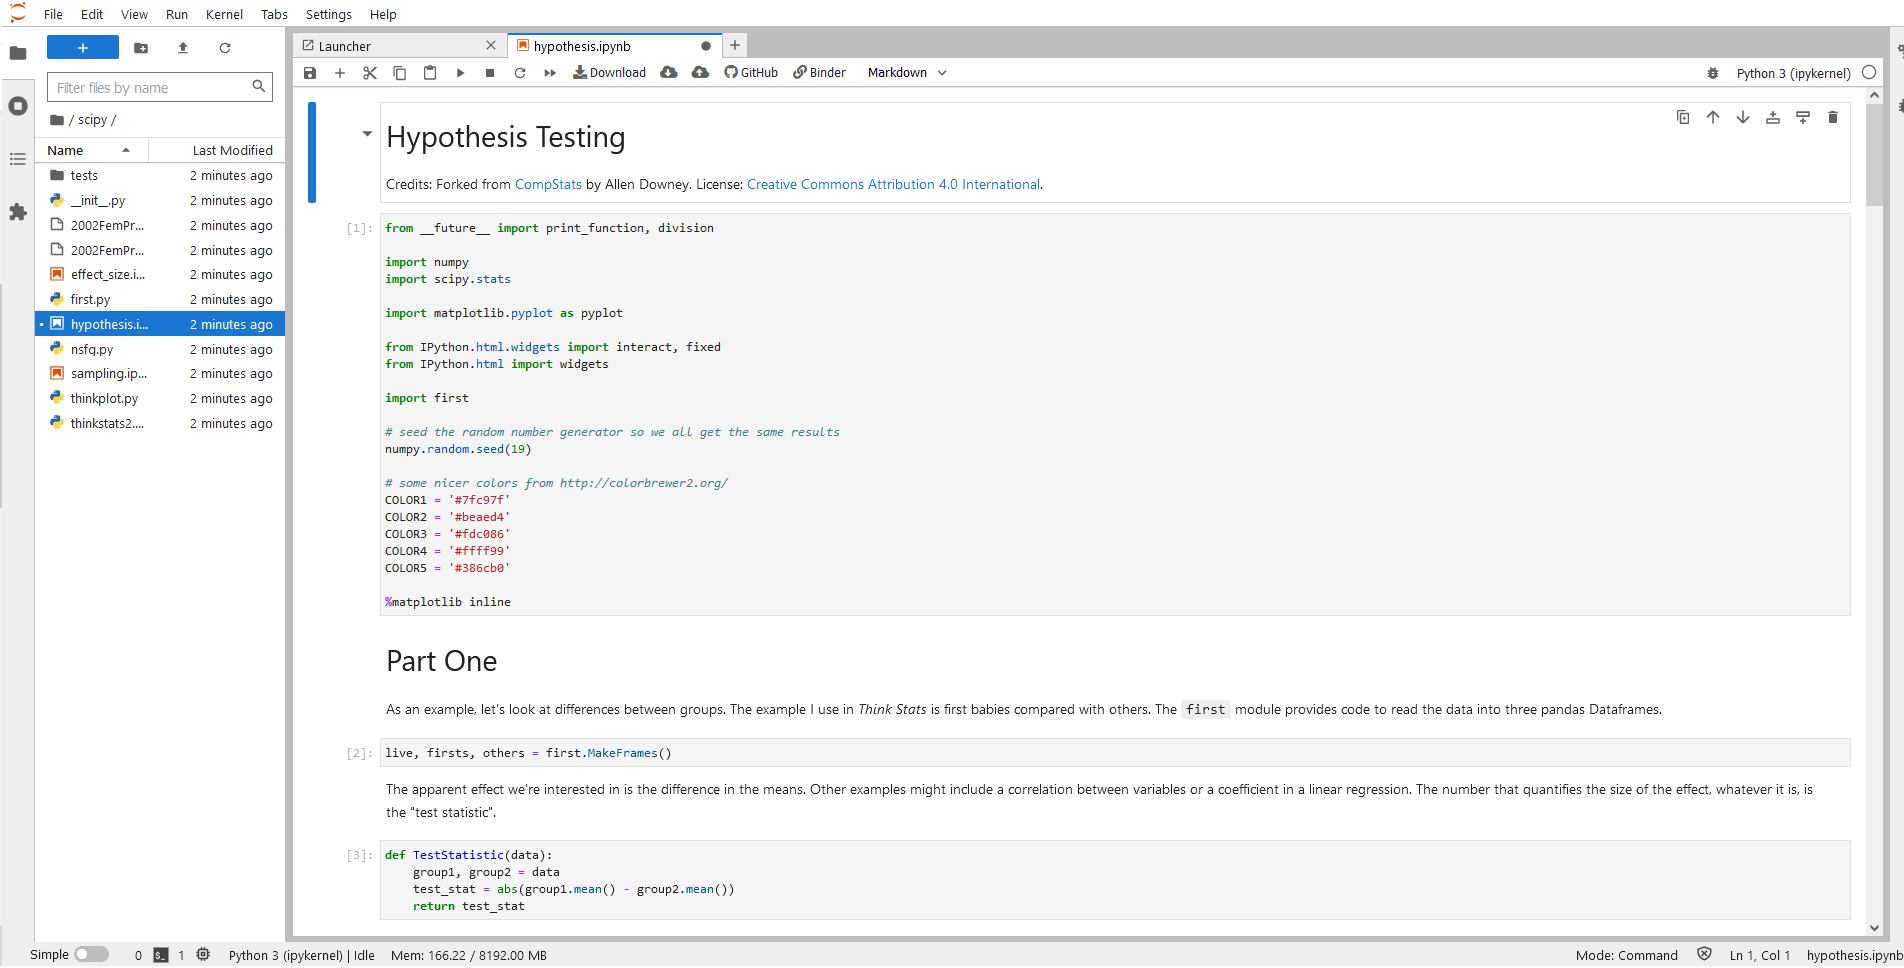 File Edit View Run Kernel Tabs Settings Help
Launcher
hypothesis.ipynb
Download GitHub Binder Markdown Python 3 (ipykernel)
Filter files by name
/ scipy /
Name Last Modified
tests 2 minutes ago
__init__.py 2 minutes ago
2002FemPr... 2 minutes ago
2002FemPr... 2 minutes ago
effect_size.i... 2 minutes ago
first.py 2 minutes ago
hypothesis.i... 2 minutes ago
nsfg.py 2 minutes ago
sampling.ip... 2 minutes ago
thinkplot.py 2 minutes ago
thinkstats2.... 2 minutes ago
Hypothesis Testing
Credits: Forked from CompStats by Allen Downey. License: Creative Commons Attribution 4.0 International.
[1]: from __future__ import print_function, division
import numpy
import scipy.stats
import matplotlib.pyplot as pyplot
from IPython.html.widgets import interact, fixed
from IPython.html import widgets
import first
# seed the random number generator so we all get the same results
numpy.random.seed(19)
# some nicer colors from http://colorbrewer2.org/
COLOR1 = '#7fc97f'
COLOR2 = '#beaed4'
COLOR3 = '#fdc086'
COLOR4 = '#ffff99'
COLOR5 = '#386cb0'
%matplotlib inline
Part One
As an example, let's look at differences between groups. The example I use in Think Stats is first babies compared with others. The first module provides code to read the data into three pandas Dataframes.
[2]: live, firsts, others = first.MakeFrames()
The apparent effect we're interested in is the difference in the means. Other examples might include a correlation between variables or a coefficient in a linear regression. The number that quantifies the size of the effect, whatever it is, is
the "test statistic".
[3]: def TestStatistic(data):
group1, group2 = data
test_stat = abs(group1.mean() - group2.mean())
return test_stat
Simple 0 $_ 1 Python 3 (ipykernel) | Idle Mem: 166.22 / 8192.00 MB Mode: Command Ln 1, Col 1 hypothesis.ipynb